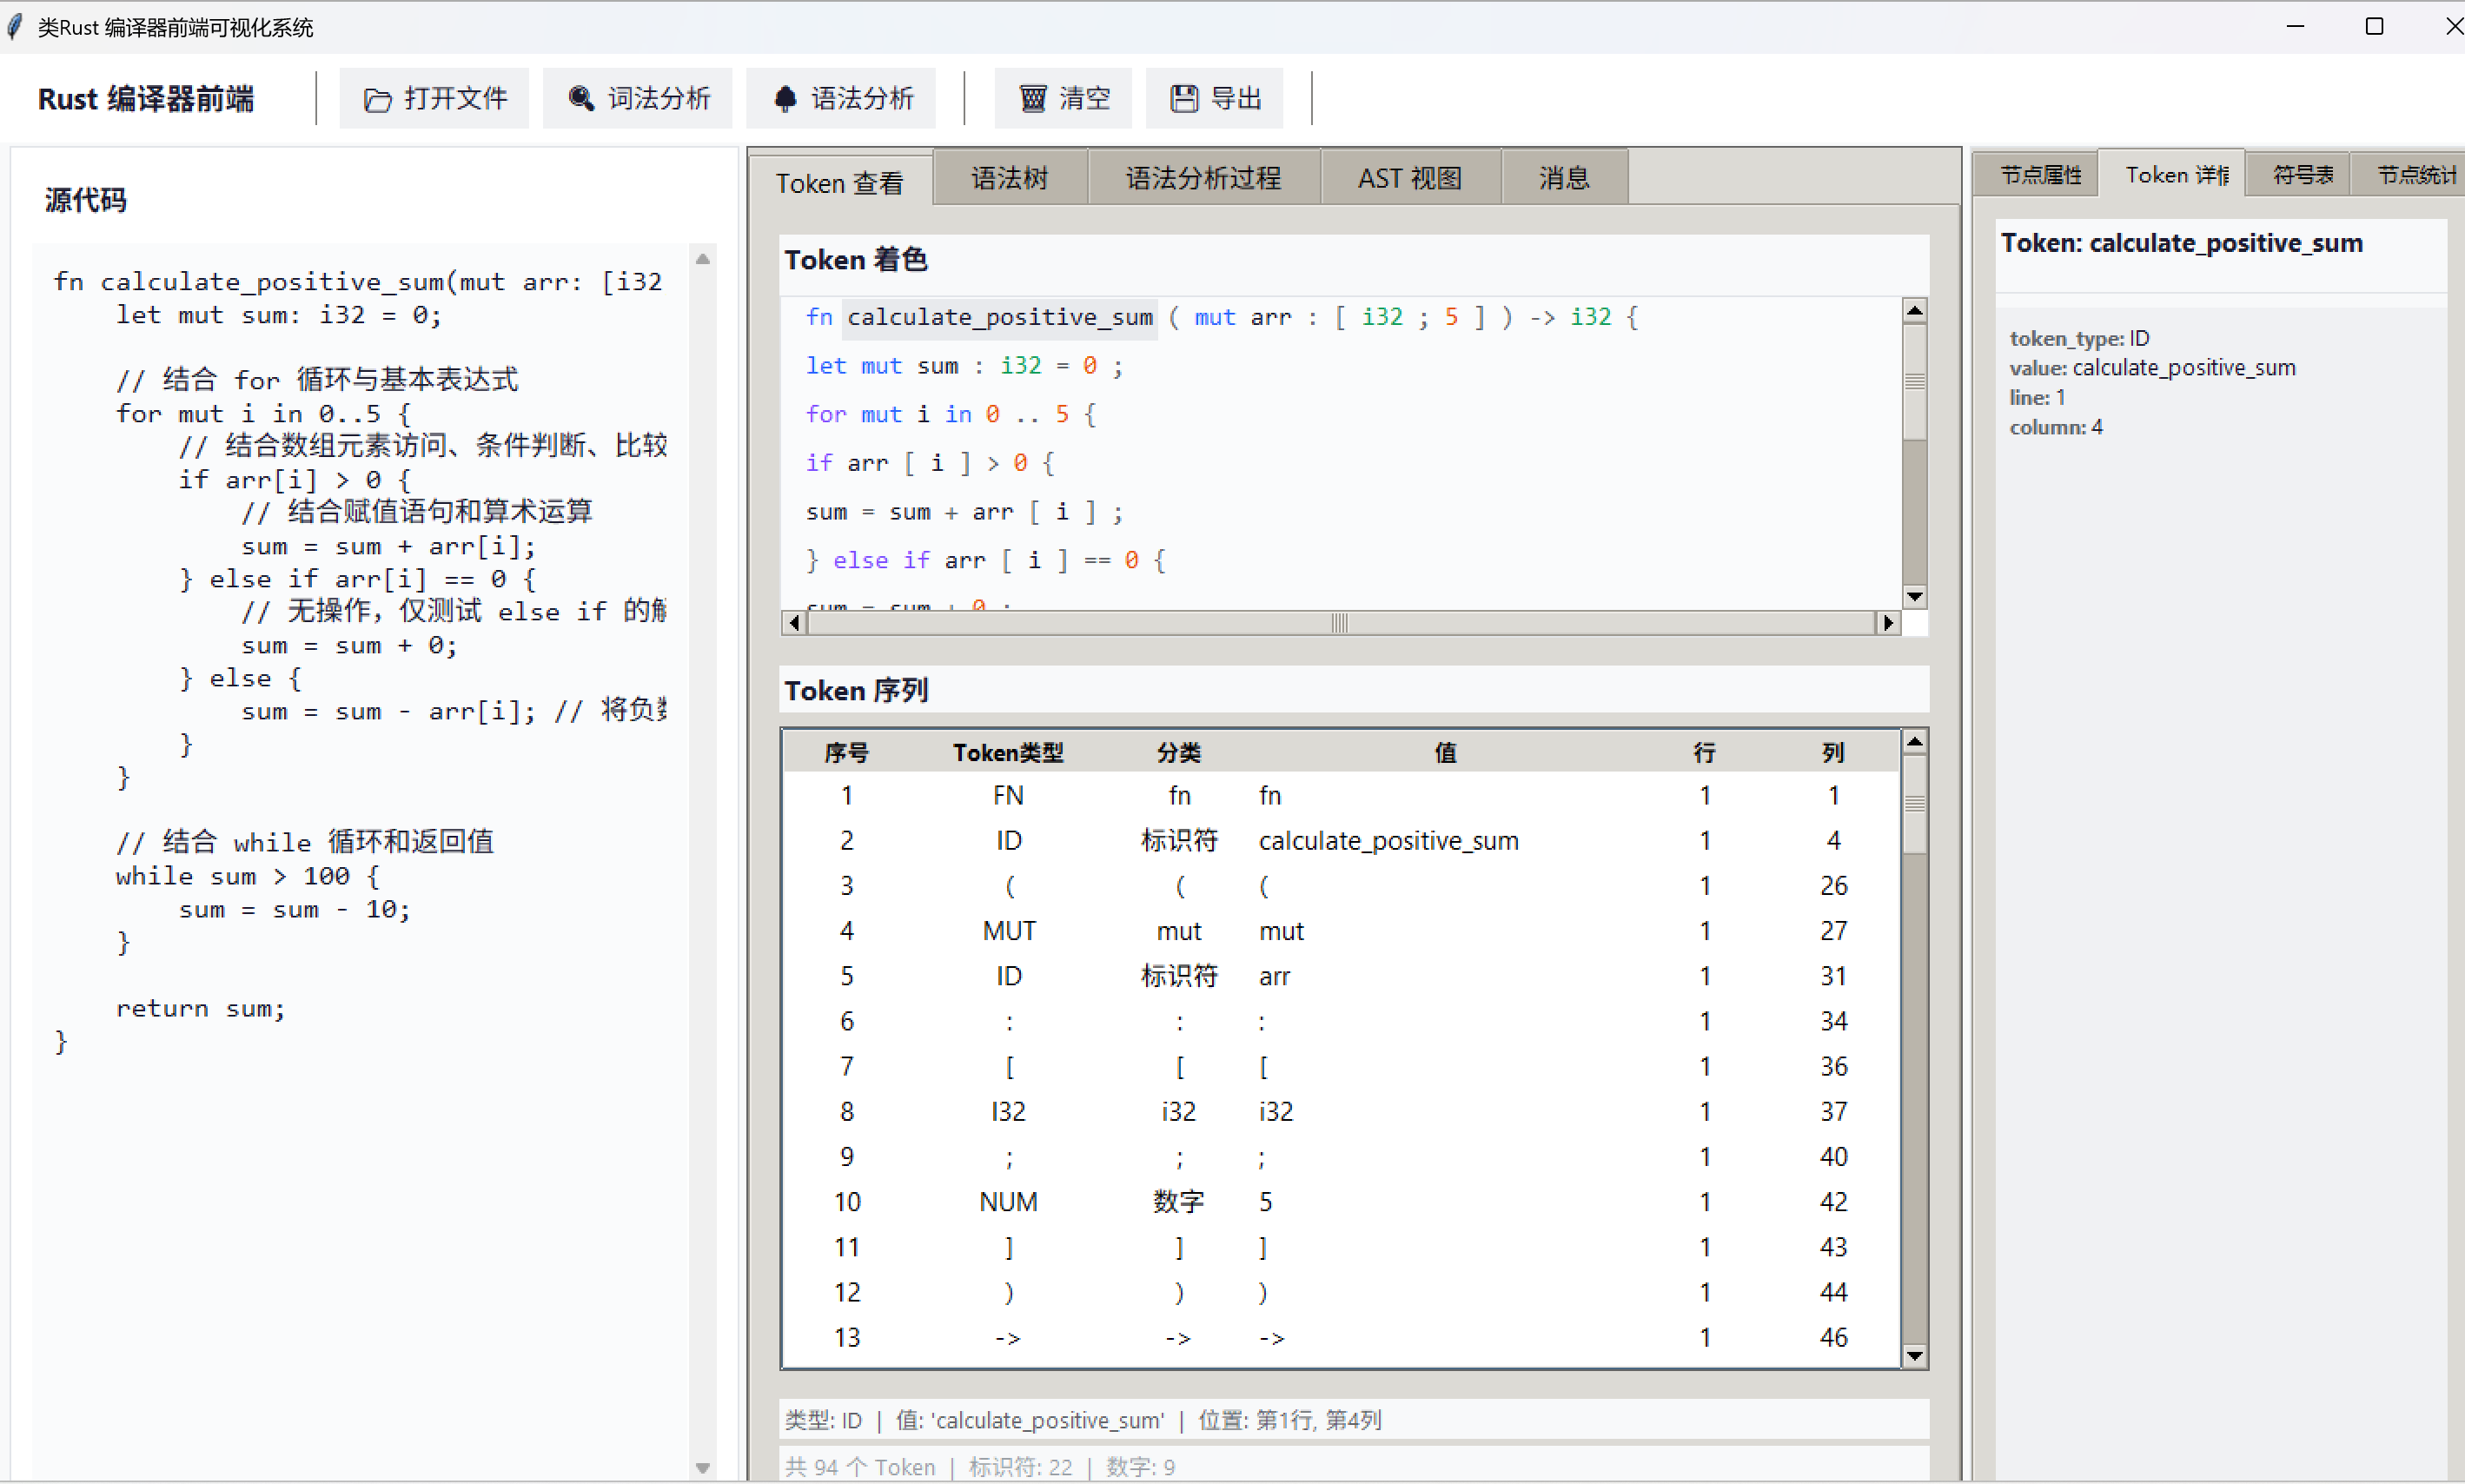 类Rust 编译器前端可视化系统
Rust 编译器前端
打开文件
词法分析
语法分析
清空
导出
源代码
fn calculate_positive_sum(mut arr: [i32
    let mut sum: i32 = 0;
    // 结合 for 循环与基本表达式
    for mut i in 0..5 {
        // 结合数组元素访问、条件判断、比较
        if arr[i] > 0 {
            // 结合赋值语句和算术运算
            sum = sum + arr[i];
        } else if arr[i] == 0 {
            // 无操作，仅测试 else if 的解
            sum = sum + 0;
        } else {
            sum = sum - arr[i]; // 将负数
        }
    }
    // 结合 while 循环和返回值
    while sum > 100 {
        sum = sum - 10;
    }
    return sum;
}
Token 查看
语法树
语法分析过程
AST 视图
消息
Token 着色
fn calculate_positive_sum ( mut arr : [ i32 ; 5 ] ) -> i32 {
let mut sum : i32 = 0 ;
for mut i in 0 .. 5 {
if arr [ i ] > 0 {
sum = sum + arr [ i ] ;
} else if arr [ i ] == 0 {
sum = sum + 0 ;
Token 序列
序号 Token类型 分类 值 行 列
1 FN fn fn 1 1
2 ID 标识符 calculate_positive_sum 1 4
3 ( ( ( 1 26
4 MUT mut mut 1 27
5 ID 标识符 arr 1 31
6 : : : 1 34
7 [ [ [ 1 36
8 I32 i32 i32 1 37
9 ; ; ; 1 40
10 NUM 数字 5 1 42
11 ] ] ] 1 43
12 ) ) ) 1 44
13 -> -> -> 1 46
类型: ID | 值: 'calculate_positive_sum' | 位置: 第1行, 第4列
共 94 个 Token | 标识符: 22 | 数字: 9
节点属性
Token 详情
符号表
节点统计
Token: calculate_positive_sum
token_type: ID
value: calculate_positive_sum
line: 1
column: 4